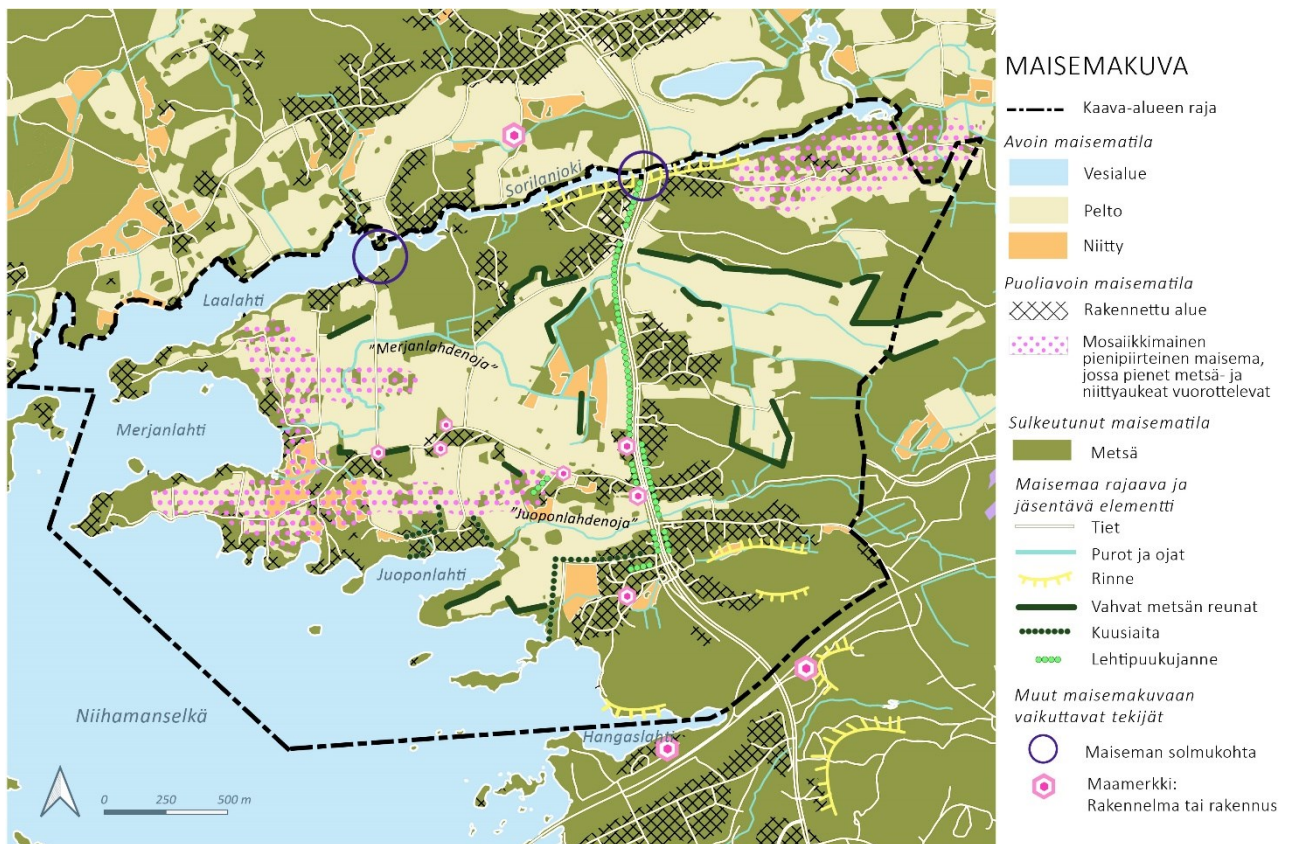 Sorilanjoki
Laalahti
"Merjanlahdenoja"
Merjanlahti
"Juoponlahdenoja"
Juoponlahti
Niihamanselkä
Hangaslahti
0 250 500 m
MAISEMAKUVA
Kaava-alueen raja
Avoin maisematila
Vesialue
Pelto
Niitty
Puoliavoin maisematila
Rakennettu alue
Mosaiikkimainen
pienipiirteinen maisema,
jossa pienet metsä- ja
niittyaukeat vuorottelevat
Sulkeutunut maisematila
Metsä
Maisemaa rajaava ja
jäsentävä elementti
Tiet
Purot ja ojat
Rinne
Vahvat metsän reunat
Kuusiaita
Lehtipuukujanne
Muut maisemakuvaan
vaikuttavat tekijät
Maiseman solmukohta
Maamerkki:
Rakennelma tai rakennus